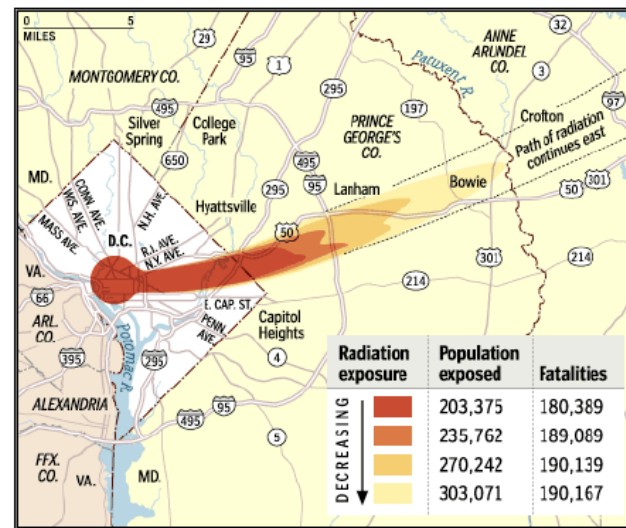 0 5
MILES
29
95
1
295
495
32
3
97
MONTGOMERY CO.
ANNE
ARUNDEL
CO.
Patuxent R.
197
Silver
Spring
College
Park
650
PRINCE
GEORGE'S
CO.
Crofton
Path of radiation
continues east
495
95
Lanham
Bowie
50
301
MD.
CONN. AVE.
WIS. AVE.
MASS AVE.
N.H. AVE.
Hyattsville
295
D.C.
R.I. AVE.
N.Y. AVE.
50
VA.
66
E. CAP. ST.
PENN.
AVE.
Capitol
Heights
301
214
214
ARL.
CO.
Potomac R.
395
295
4
ALEXANDRIA
495
95
5
FFX.
CO.
VA.
MD.
Radiation
exposure
Population
exposed
Fatalities
DECREASING
203,375 180,389
235,762 189,089
270,242 190,139
303,071 190,167